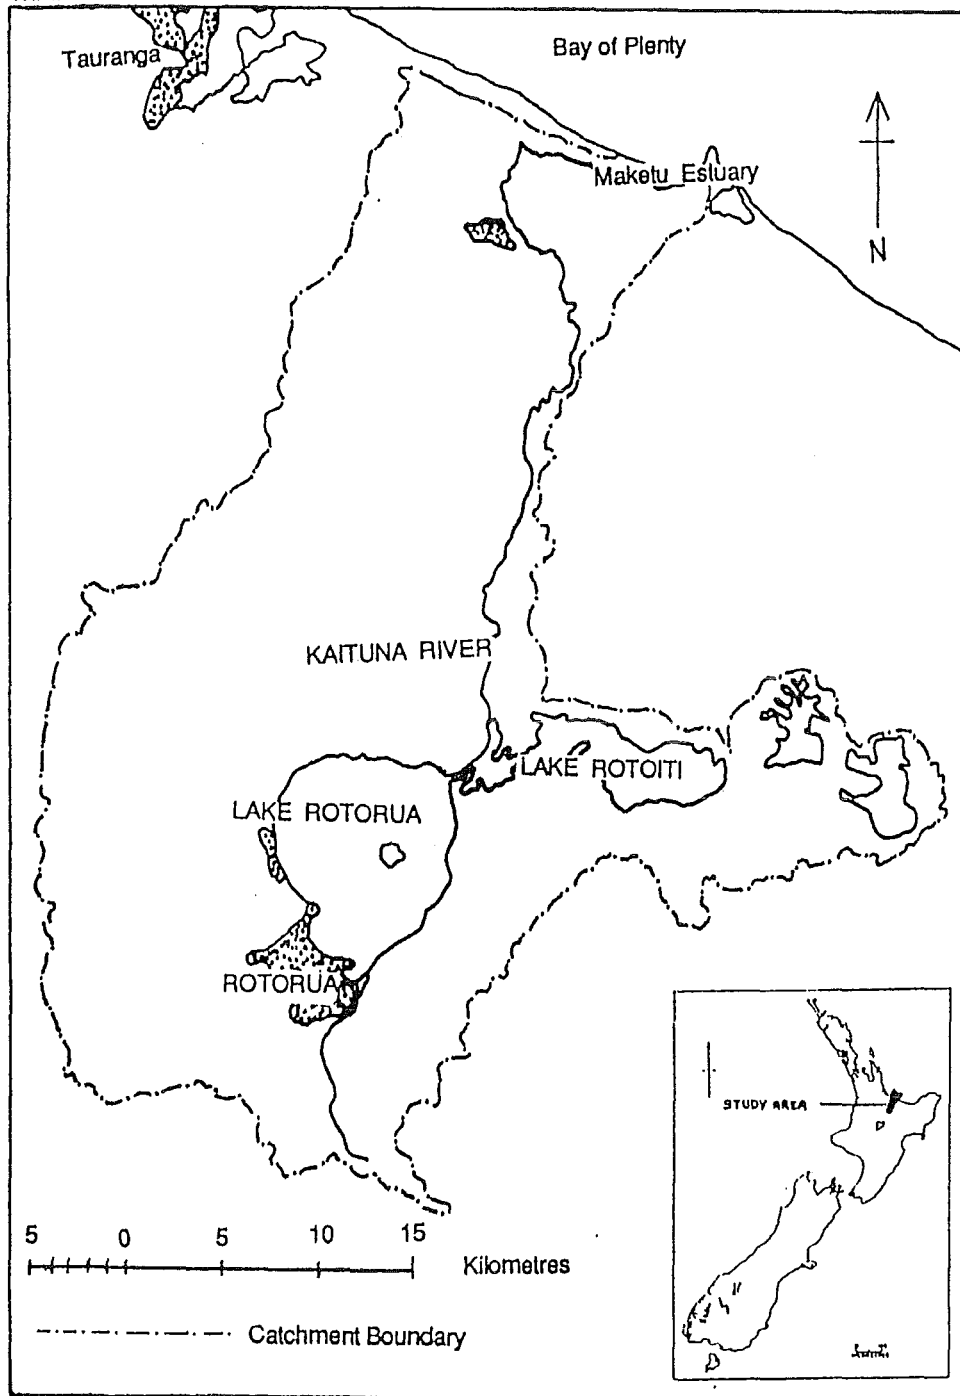 Bay of Plenty
Tauranga
Maketu Estuary
N
KAITUNA RIVER
LAKE ROTOITI
LAKE ROTORUA
ROTORUA
STUDY AREA
5 0 10 15
Kilometres
Catchment Boundary